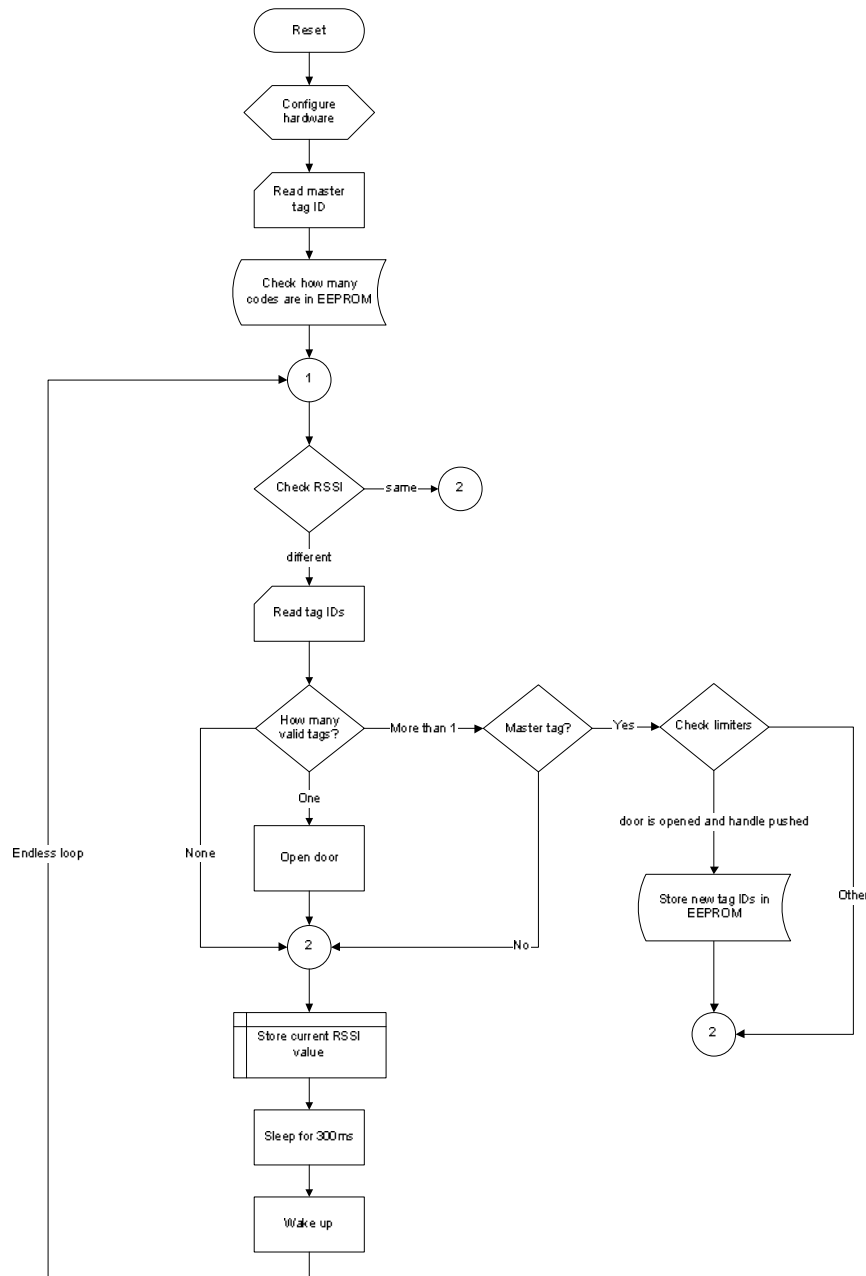 Reset
Configure
hardware
Read master
tag ID
Check how many
codes are in EEPROM
1
Check RSSI
same
2
different
Read tag IDs
How many
valid tags?
More than 1
Master tag?
Yes
Check limiters
One
door is opened and handle pushed
Endless loop
None
Open door
Store new tag IDs in
EEPROM
Other
2
No
2
Store current RSSI
value
Sleep for 300ms
Wake up